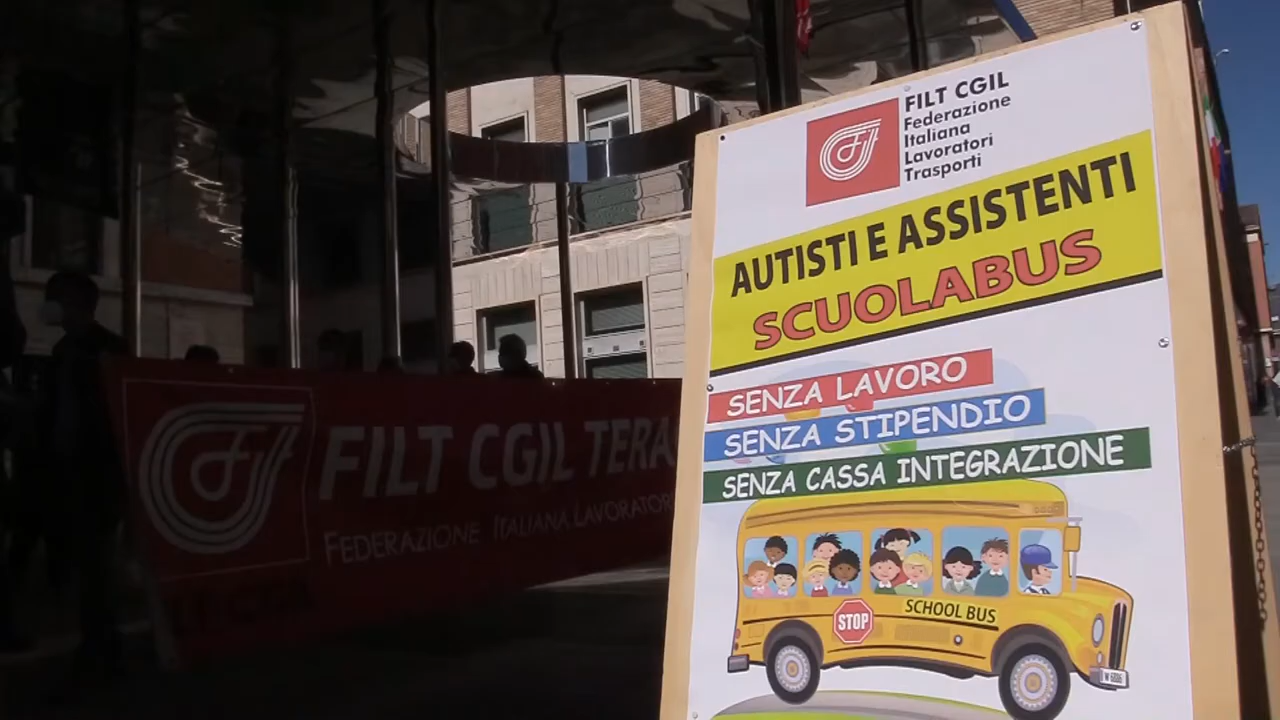 FILT CGIL
Federazione
Italiana
Lavoratori
Trasporti
AUTISTI E ASSISTENTI
SCUOLABUS
SENZA LAVORO
SENZA STIPENDIO
SENZA CASSA INTEGRAZIONE
SCHOOL BUS
STOP
FILT CGIL TERA
FEDERAZIONE ITALIANA LAVORATORI